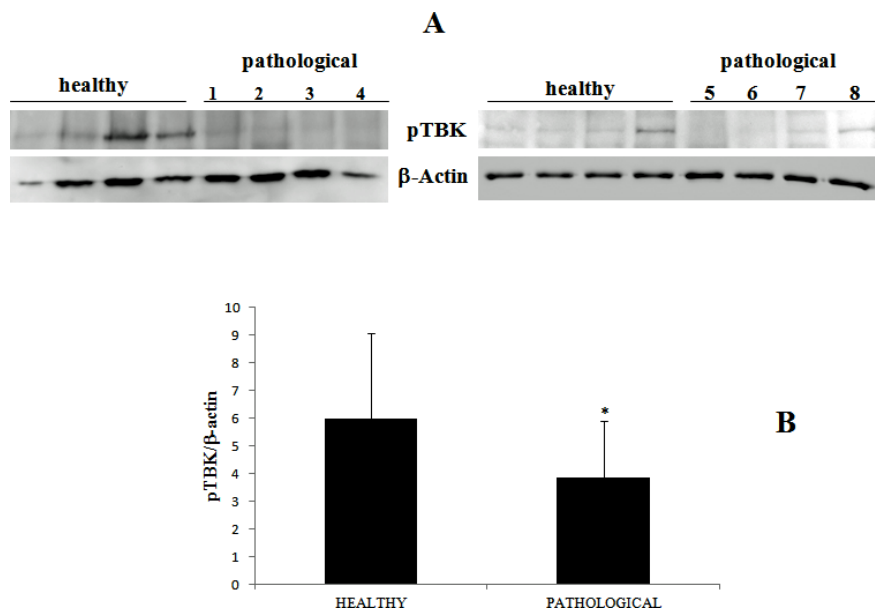 A
healthy
pathological
1 2 3 4
healthy
pathological
5 6 7 8
pTBK
β-Actin
10
9
8
7
6
5
4
3
2
1
0
pTBK/β-actin
*
B
HEALTHY
PATHOLOGICAL